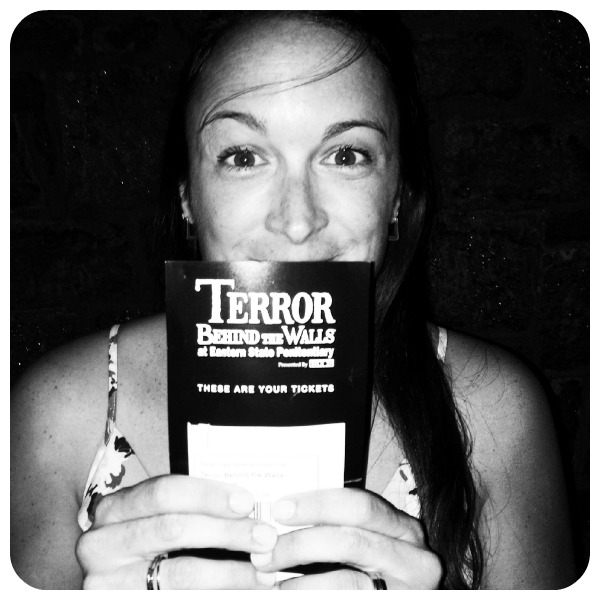 TERROR
BEHIND THE WALLS
at Eastern State Penitentiary
Presented By
THESE ARE YOUR TICKETS